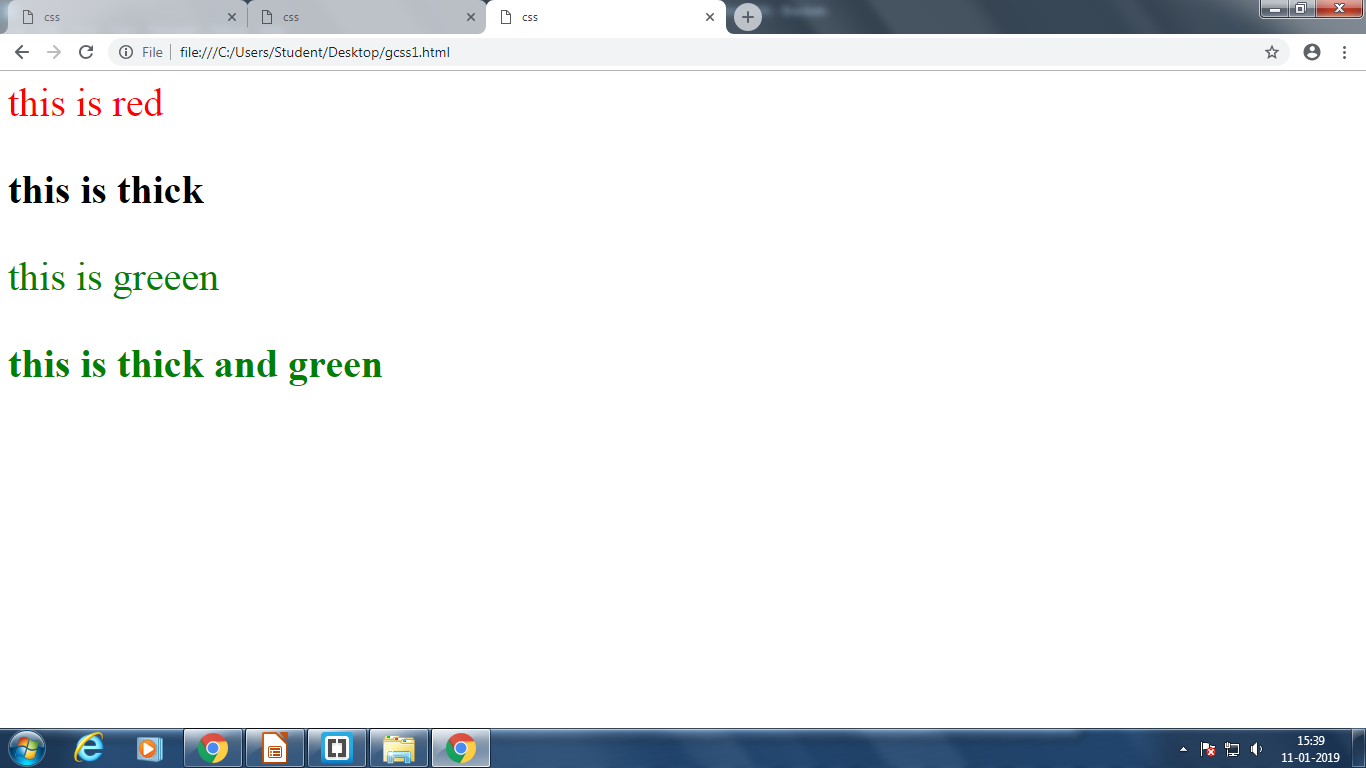 css
css
css
File
file:///C:/Users/Student/Desktop/gcss1.html
this is red
this is thick
this is greeen
this is thick and green
15:39
11-01-2019